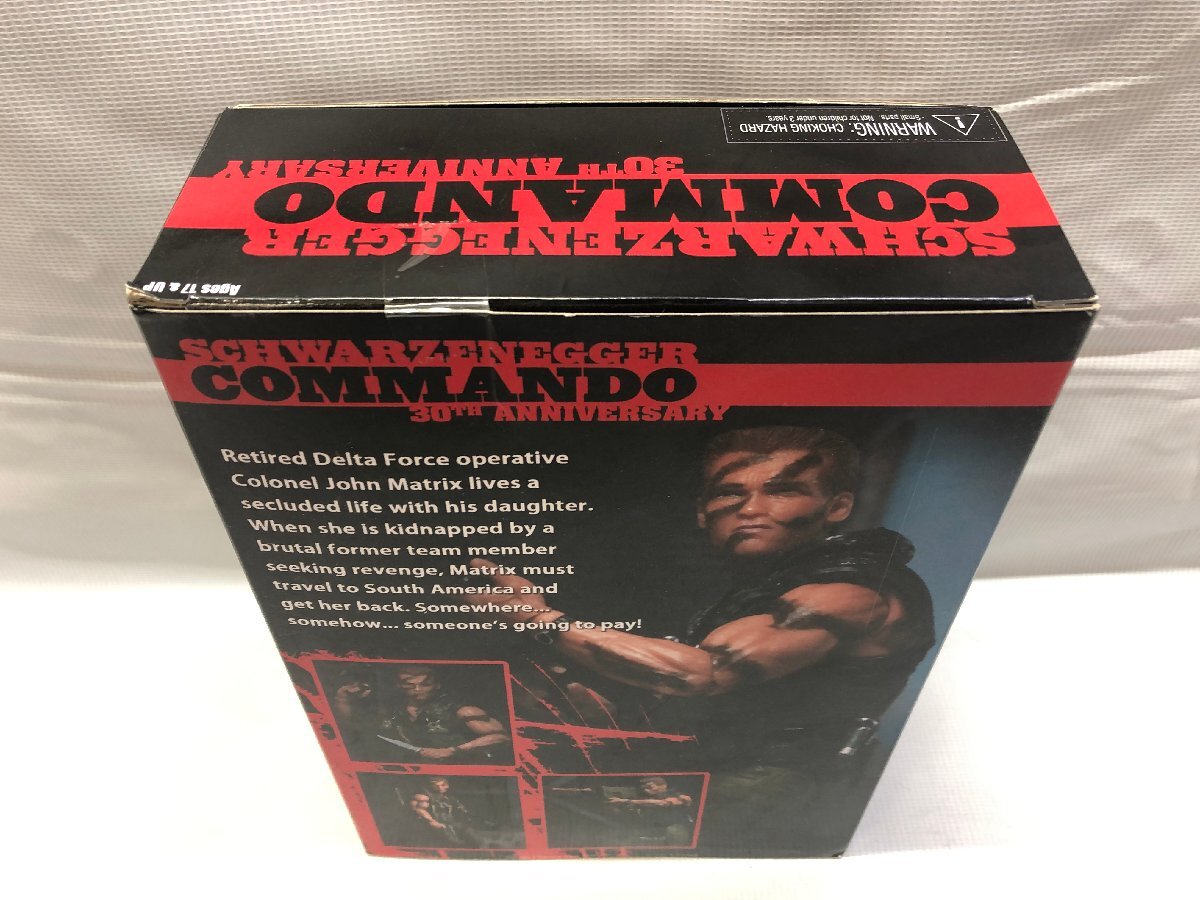 WARNING: CHOKING HAZARD
-Small parts Not for children under 3 years.
SCHWARZENEGGER
COMMANDO
30TH ANNIVERSARY
Ages 17 & UP
SCHWARZENEGGER
COMMANDO
30TH ANNIVERSARY
Retired Delta Force operative
Colonel John Matrix lives a
secluded life with his daughter.
When she is kidnapped by a
brutal former team member
seeking revenge, Matrix must
travel to South America and
get her back. Somewhere...
somehow... someone's going to pay!